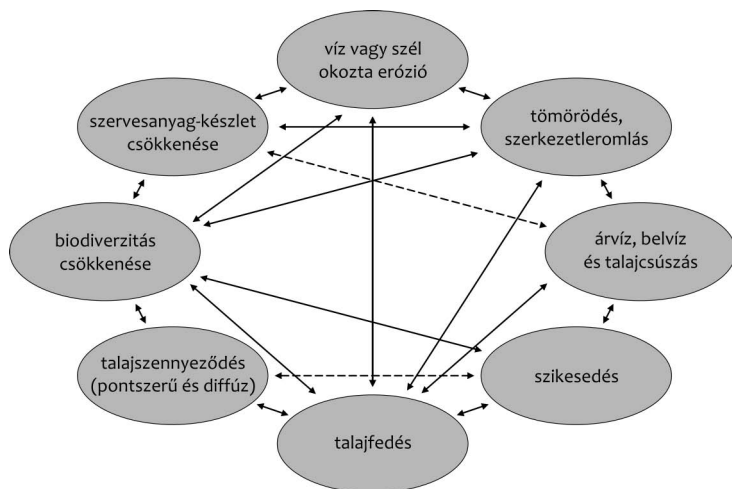 víz vagy szél
okozta erózió
szervesanyag-készlet
csökkenése
tömörödés,
szerkezetleromlás
biodiverzitás
csökkenése
árvíz, belvíz
és talajcsúszás
talajszennyeződés
(pontszerű és diffúz)
szikesedés
talajfedés